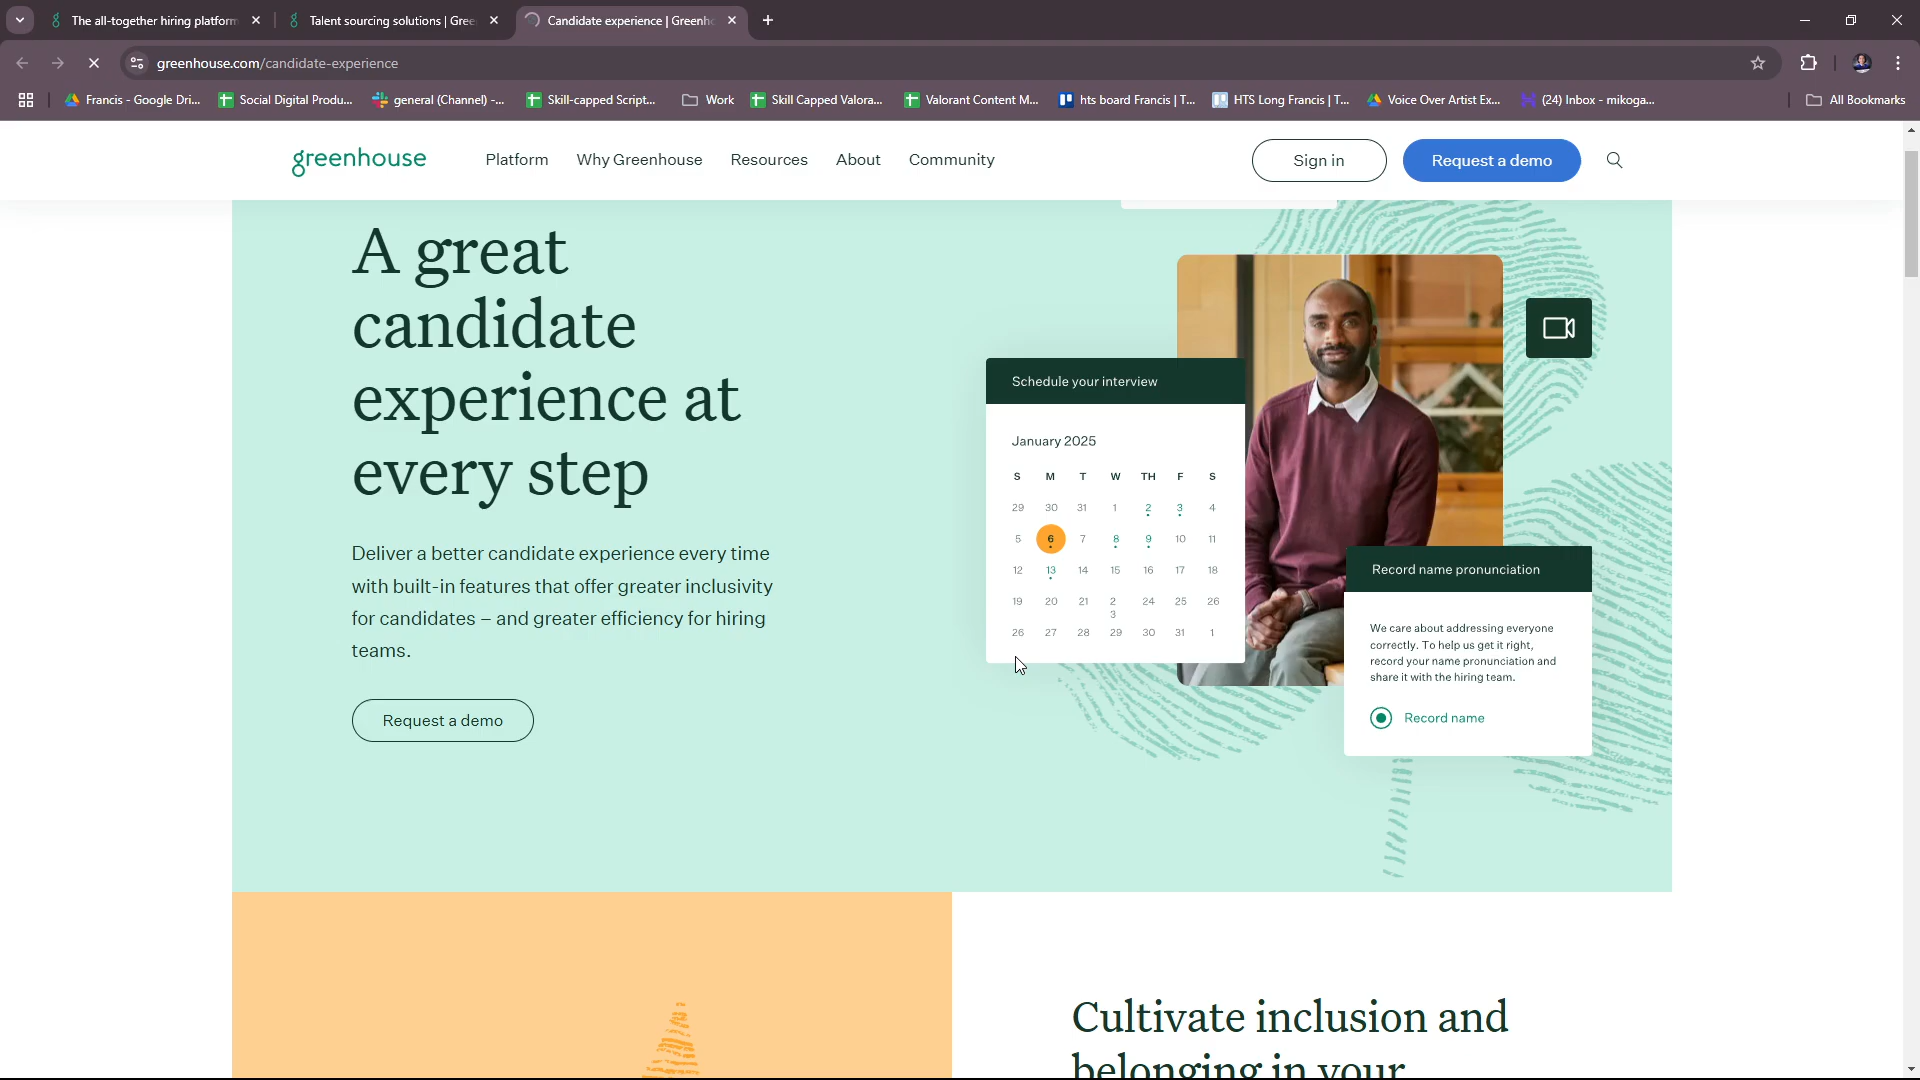 The all-together hiring platform
Talent sourcing solutions | Gree
Candidate experience | Greenho
greenhouse.com/candidate-experience
Francis - Google Dri...
Social Digital Produ...
general (Channel) -...
Skill-capped Script...
Work
Skill Capped Valora...
Valorant Content M...
hts board Francis | T...
HTS Long Francis | T...
Voice Over Artist Ex...
(24) Inbox - mikoga...
All Bookmarks
greenhouse
Platform
Why Greenhouse
Resources
About
Community
Sign in
Request a demo
A great
candidate
experience at
every step
Deliver a better candidate experience every time
with built-in features that offer greater inclusivity
for candidates – and greater efficiency for hiring
teams.
Request a demo
Schedule your interview
January 2025
S M T W TH F S
29 30 31 1 2 3 4
5 6 7 8 9 10 11
12 13 14 15 16 17 18
19 20 21 2 24 25 26
3
26 27 28 29 30 31 1
Record name pronunciation
We care about addressing everyone
correctly. To help us get it right,
record your name pronunciation and
share it with the hiring team.
Record name
Cultivate inclusion and
belonging in your